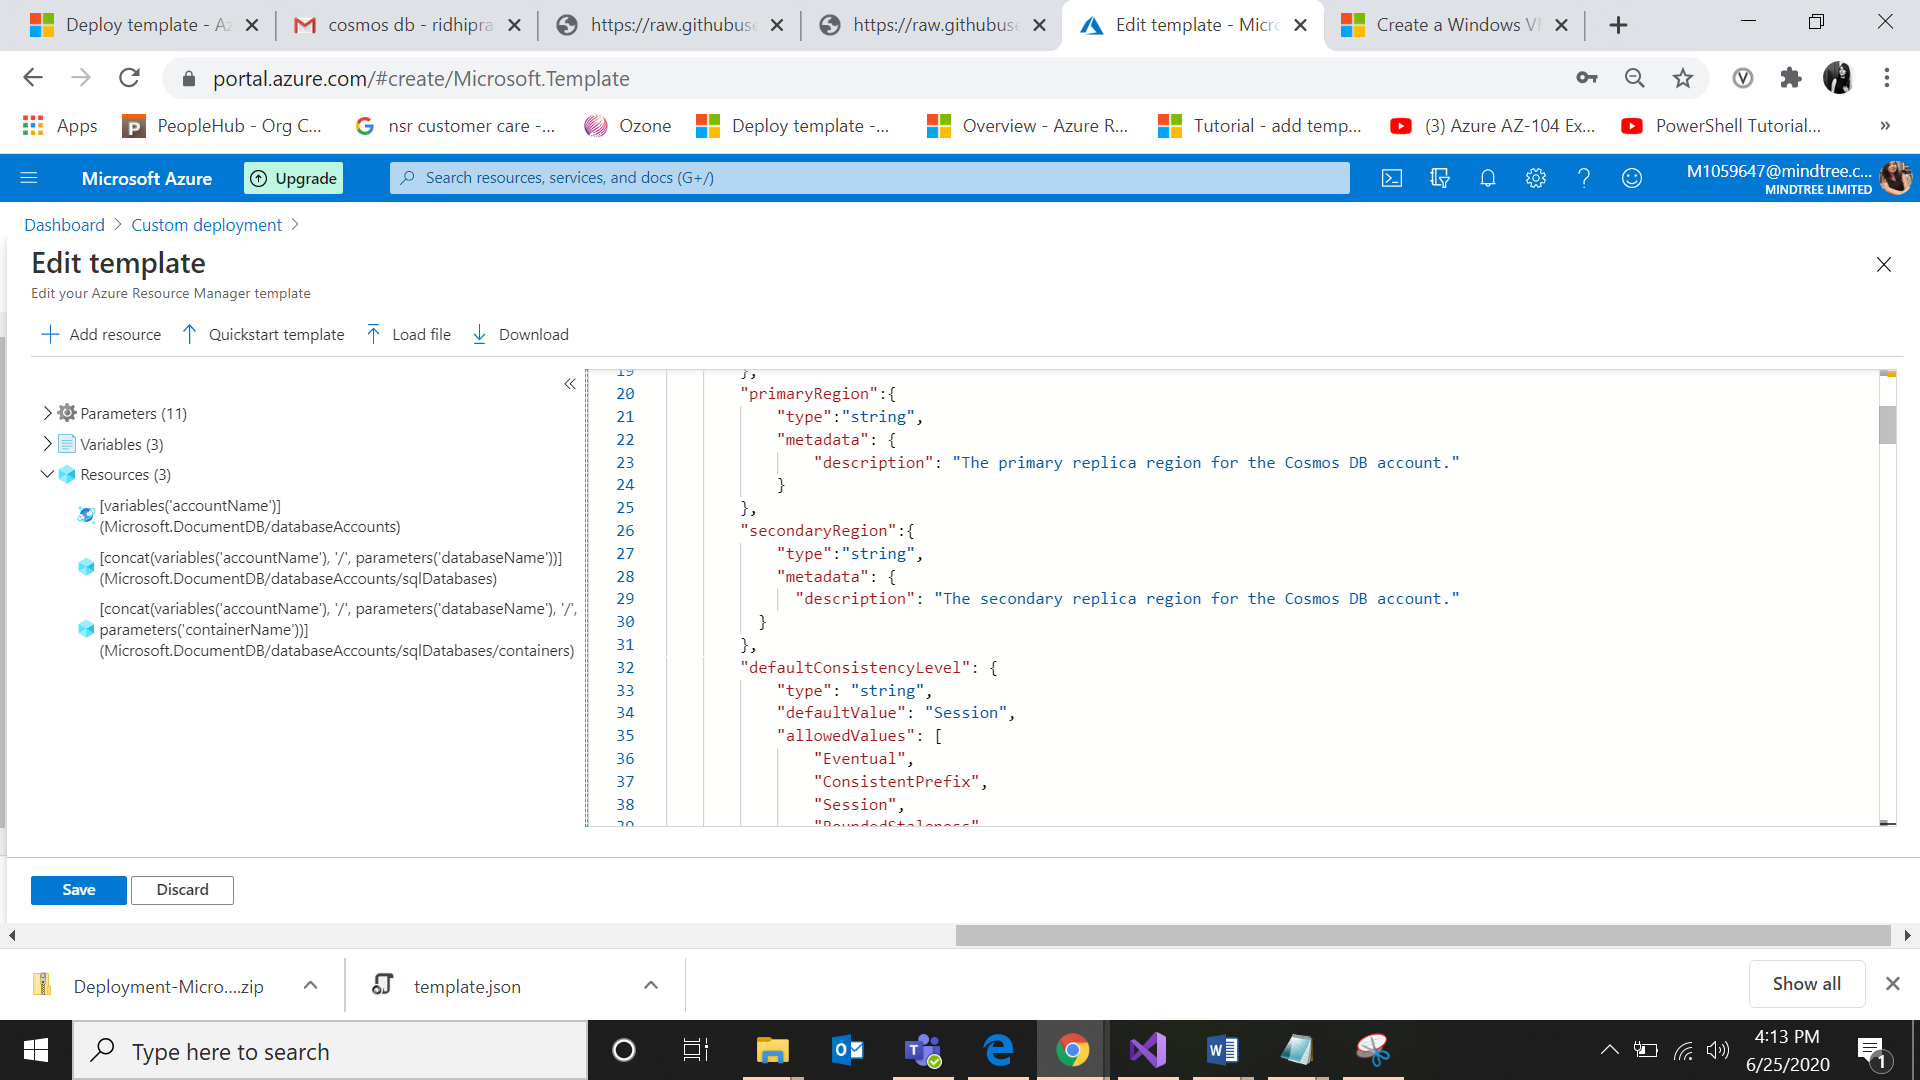 Deploy template - Az
cosmos db - ridhipra
https://raw.githubuse
https://raw.githubuse
Edit template - Micro
Create a Windows VM
portal.azure.com/#create/Microsoft.Template
Apps
PeopleHub - Org C...
nsr customer care -...
Ozone
Deploy template -...
Overview - Azure R...
Tutorial - add temp...
(3) Azure AZ-104 Ex...
PowerShell Tutorial...
»
Microsoft Azure
Upgrade
Search resources, services, and docs (G+/)
M1059647@mindtree.c...
MINDTREE LIMITED
Dashboard > Custom deployment >
Edit template
Edit your Azure Resource Manager template
Add resource
Quickstart template
Load file
Download
Parameters (11)
Variables (3)
Resources (3)
[variables('accountName')]
(Microsoft.DocumentDB/databaseAccounts)
[concat(variables('accountName'), '/', parameters('databaseName'))]
(Microsoft.DocumentDB/databaseAccounts/sqlDatabases)
[concat(variables('accountName'), '/', parameters('databaseName'), '/',
parameters('containerName'))]
(Microsoft.DocumentDB/databaseAccounts/sqlDatabases/containers)
19 },
20 "primaryRegion":{
21 "type":"string",
22 "metadata": {
23 "description": "The primary replica region for the Cosmos DB account."
24 }
25 },
26 "secondaryRegion":{
27 "type":"string",
28 "metadata": {
29 "description": "The secondary replica region for the Cosmos DB account."
30 }
31 },
32 "defaultConsistencyLevel": {
33 "type": "string",
34 "defaultValue": "Session",
35 "allowedValues": [
36 "Eventual",
37 "ConsistentPrefix",
38 "Session",
39 "BoundedStaleness"
Save
Discard
Deployment-Micro....zip
template.json
Show all
Type here to search
4:13 PM
6/25/2020
1